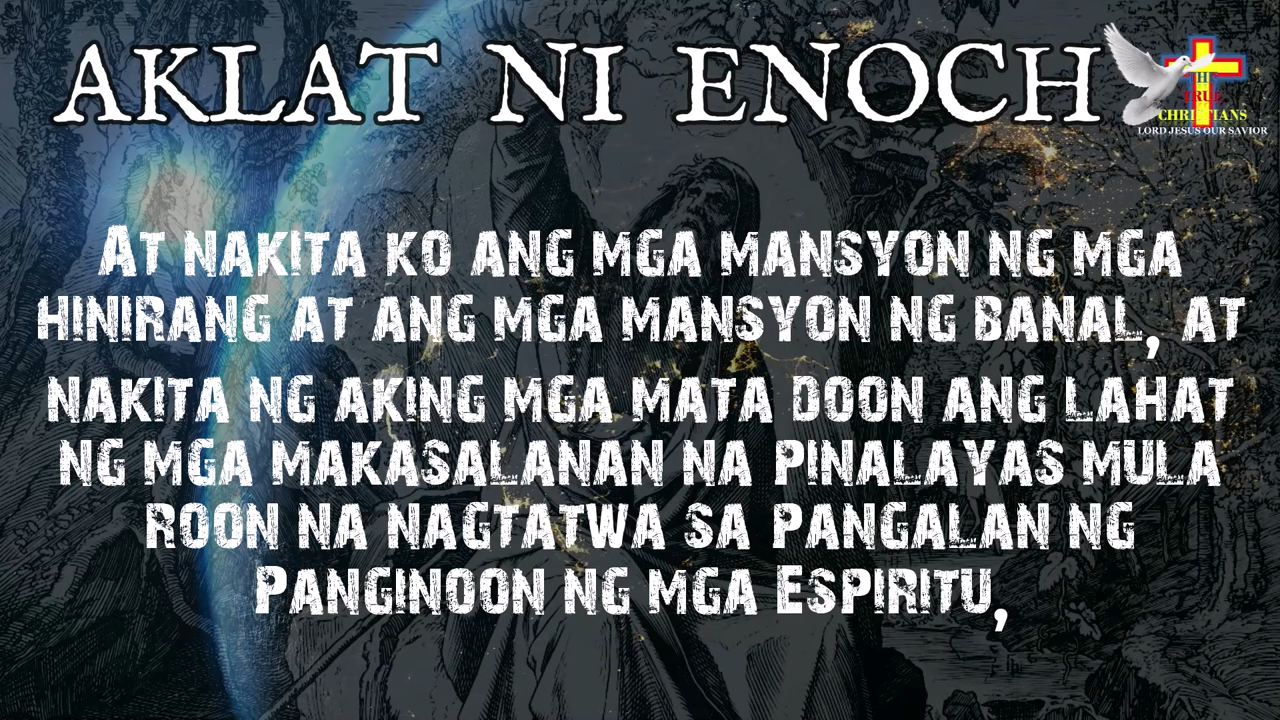 AKLAT NI ENOCH
TRUE
CHRISTIANS
LORD JESUS OUR SAVIOR
At nakita ko ang mga mansyon ng mga
hinirang at ang mga mansyon ng banal, at
nakita ng aking mga mata doon ang lahat
ng mga makasalanan na pinalayas mula
roon na nagtatwa sa pangalan ng
Panginoon ng mga Espiritu,